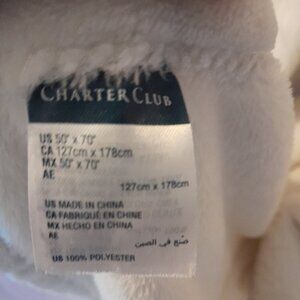 CHARTER CLUB
US 50" x 70"
CA 127cm x 178cm
MX 50" x 70"
AE
127cm x 178cm
US MADE IN CHINA
CA FABRIQUÉ EN CHINE
MX HECHO EN CHINA
AE
صنع في الصين
US 100% POLYESTER